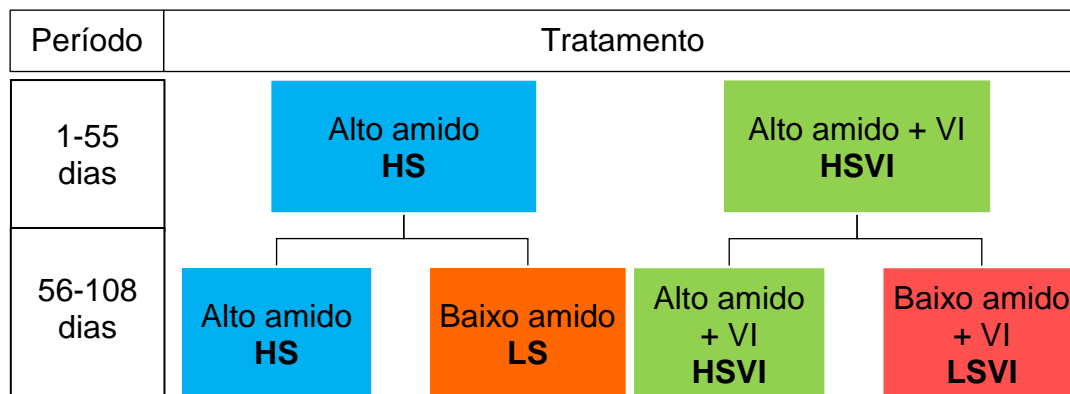 Período
Tratamento
1-55
dias
Alto amido
HS
Alto amido + VI
HSVI
56-108
dias
Alto amido
HS
Baixo amido
LS
Alto amido
+ VI
HSVI
Baixo amido
+ VI
LSVI